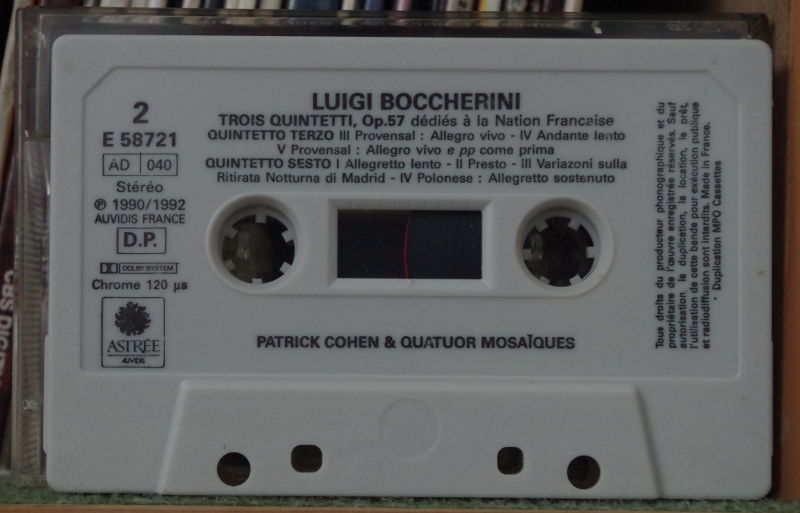 LUIGI BOCCHERINI
TROIS QUINTETTI, Op.57 dédiés à la Nation Francaise
QUINTETTO TERZO III Provensal : Allegro vivo - IV Andante lento
V Provensal : Allegro vivo e pp come prima
QUINTETTO SESTO I Allegretto lento - II Presto - III Variazoni sulla
Ritirata Notturna di Madrid - IV Polonese : Allegretto sostenuto
2
E 58721
AD 040
Stéréo
℗ 1990/1992
AUVIDIS FRANCE
D.P.
DOLBY SYSTEM
Chrome 120 µs
ASTRÉE
AUVIDIS
PATRICK COHEN & QUATUOR MOSAÏQUES
Tous droits du producteur phonographique et du
propriétaire de l'œuvre enregistrée réservés. Sauf
autorisation, la duplication, la location, le prêt,
l'utilisation de cette bande pour exécution publique
et radiodiffusion sont interdits. Made in France.
* Duplication MPO Cassettes
CBS